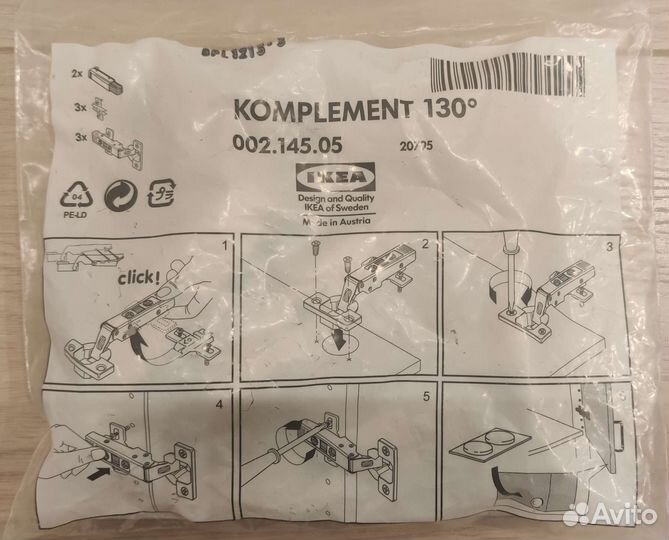 2x
3x
3x
KOMPLEMENT 130°
002.145.05
IKEA
Design and Quality
IKEA of Sweden
Made in Austria
04
PE-LD
1
click!
2
3
4
5
Avito